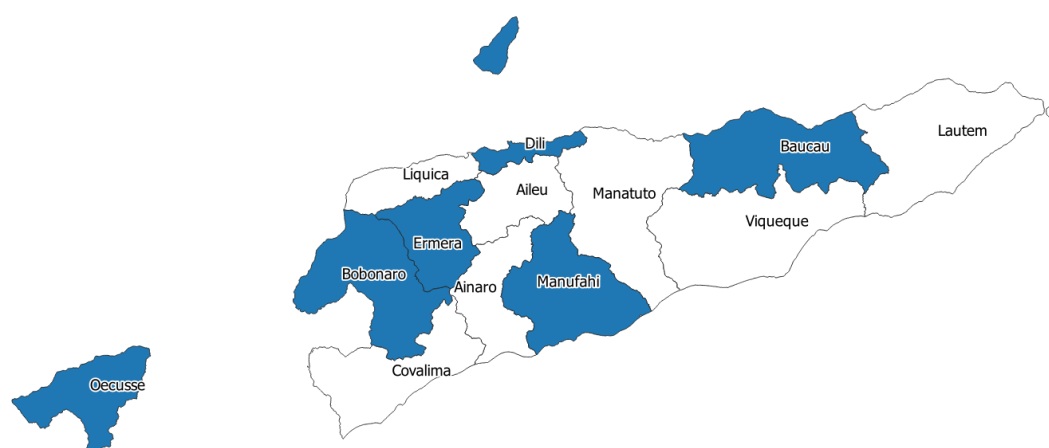 Lautem
Dili
Baucau
Liquica
Aileu
Manatuto
Viqueque
Ermera
Bobonaro
Ainaro
Manufahi
Covalima
Oecusse